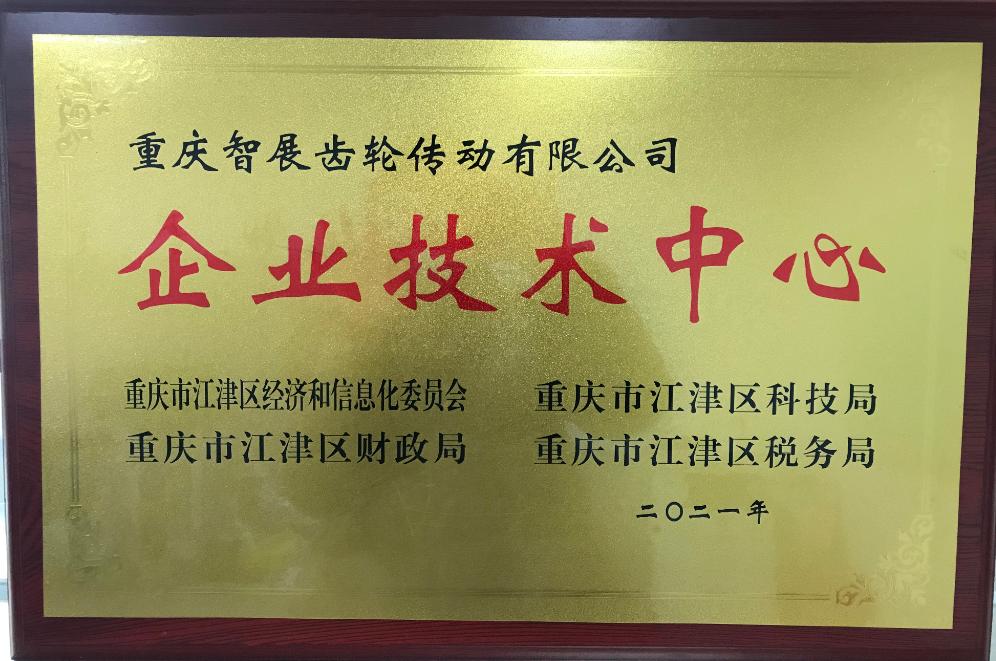 重庆智展齿轮传动有限公司
企业技术中心
重庆市江津区经济和信息化委员会 重庆市江津区科技局
重庆市江津区财政局 重庆市江津区税务局
二〇二一年